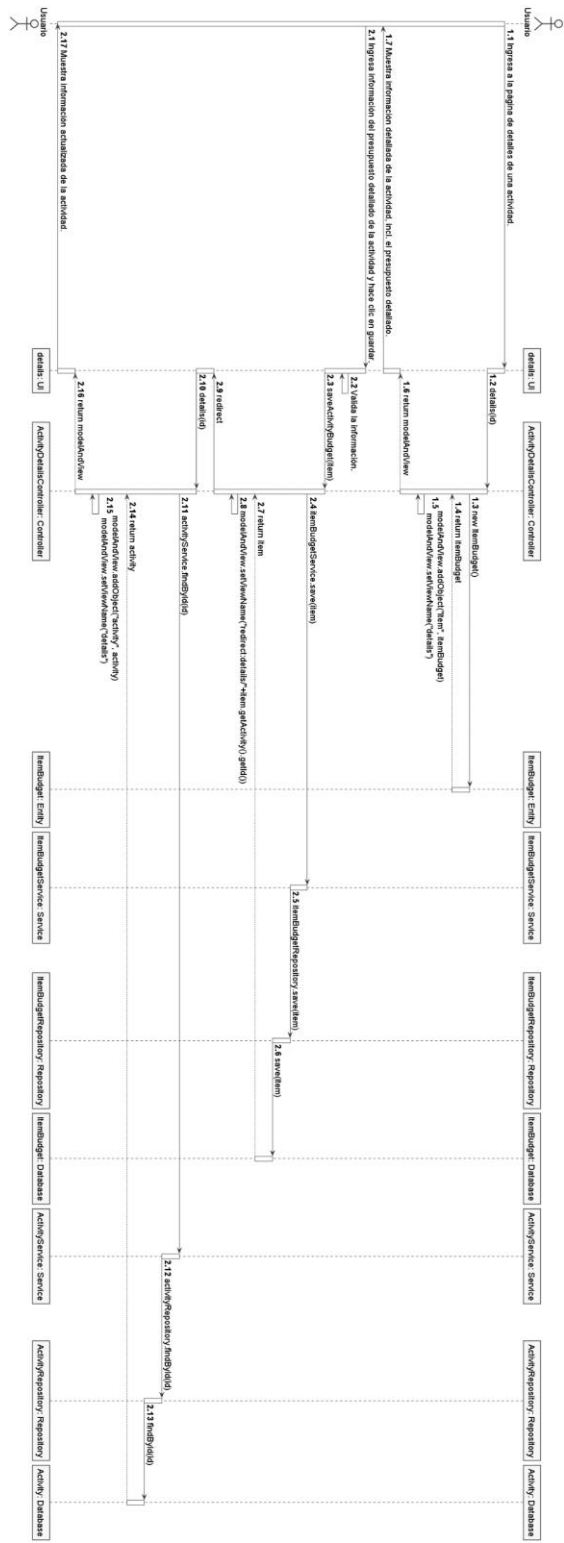 Usuario
details: UI
ActivityDetailsController: Controller
ItemBudget: Entity
ItemBudgetService: Service
ItemBudgetRepository: Repository
ItemBudget: Database
ActivityService: Service
ActivityRepository: Repository
Activity: Database
1.1 Ingresa a la página de detalles de una actividad.
1.2 details(id)
1.3 new ItemBudget()
1.4 return itemBudget
1.5 modelAndView.addObject("item", itemBudget)
modelAndView.setViewName("details")
1.6 return modelAndView
1.7 Muestra información detallada de la actividad, incl. el presupuesto detallado.
2.1 Ingresa información del presupuesto detallado de la actividad y hace clic en guardar
2.2 Valida la información.
2.3 saveActivityBudget(item)
2.4 itemBudgetService.save(item)
2.5 itemBudgetRepository.save(item)
2.6 save(item)
2.7 return item
2.8 modelAndView.setViewName("redirect:details/"+item.getActivity().getId())
2.9 redirect
2.10 details(id)
2.11 activityService.findById(id)
2.12 activityRepository.findById(id)
2.13 findById(id)
2.14 return activity
2.15 modelAndView.addObject("activity", activity)
modelAndView.setViewName("details")
2.16 return modelAndView
2.17 Muestra información actualizada de la actividad.
Usuario
details: UI
ActivityDetailsController: Controller
ItemBudget: Entity
ItemBudgetService: Service
ItemBudgetRepository: Repository
ItemBudget: Database
ActivityService: Service
ActivityRepository: Repository
Activity: Database